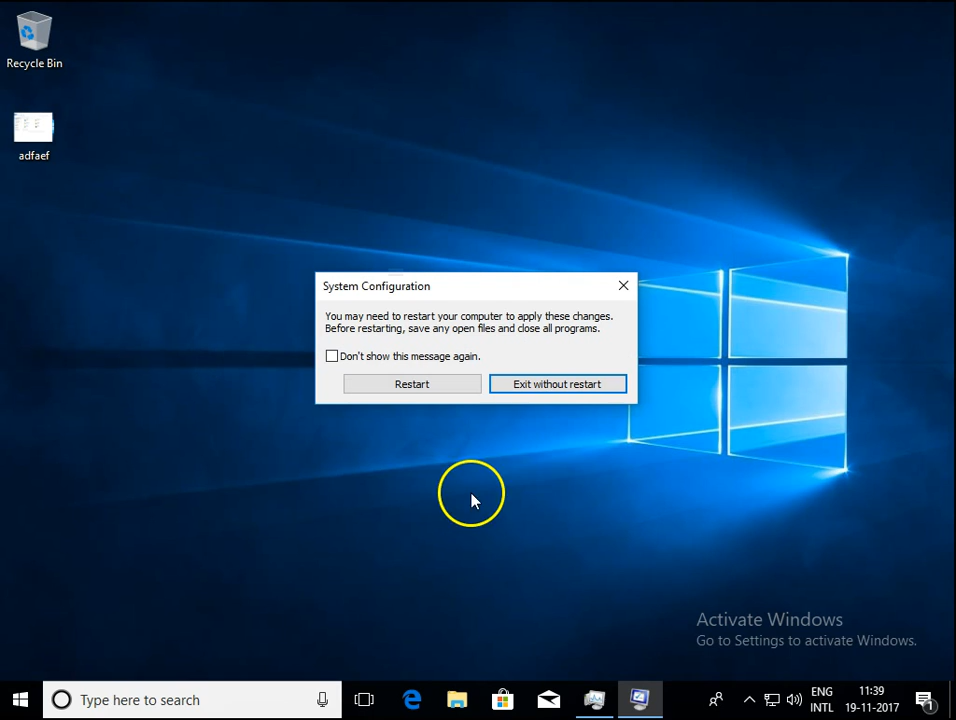 Recycle Bin
adfaef
System Configuration
You may need to restart your computer to apply these changes.
Before restarting, save any open files and close all programs.
Don't show this message again.
Restart
Exit without restart
Activate Windows
Go to Settings to activate Windows.
Type here to search
ENG
INTL
11:39
19-11-2017
1